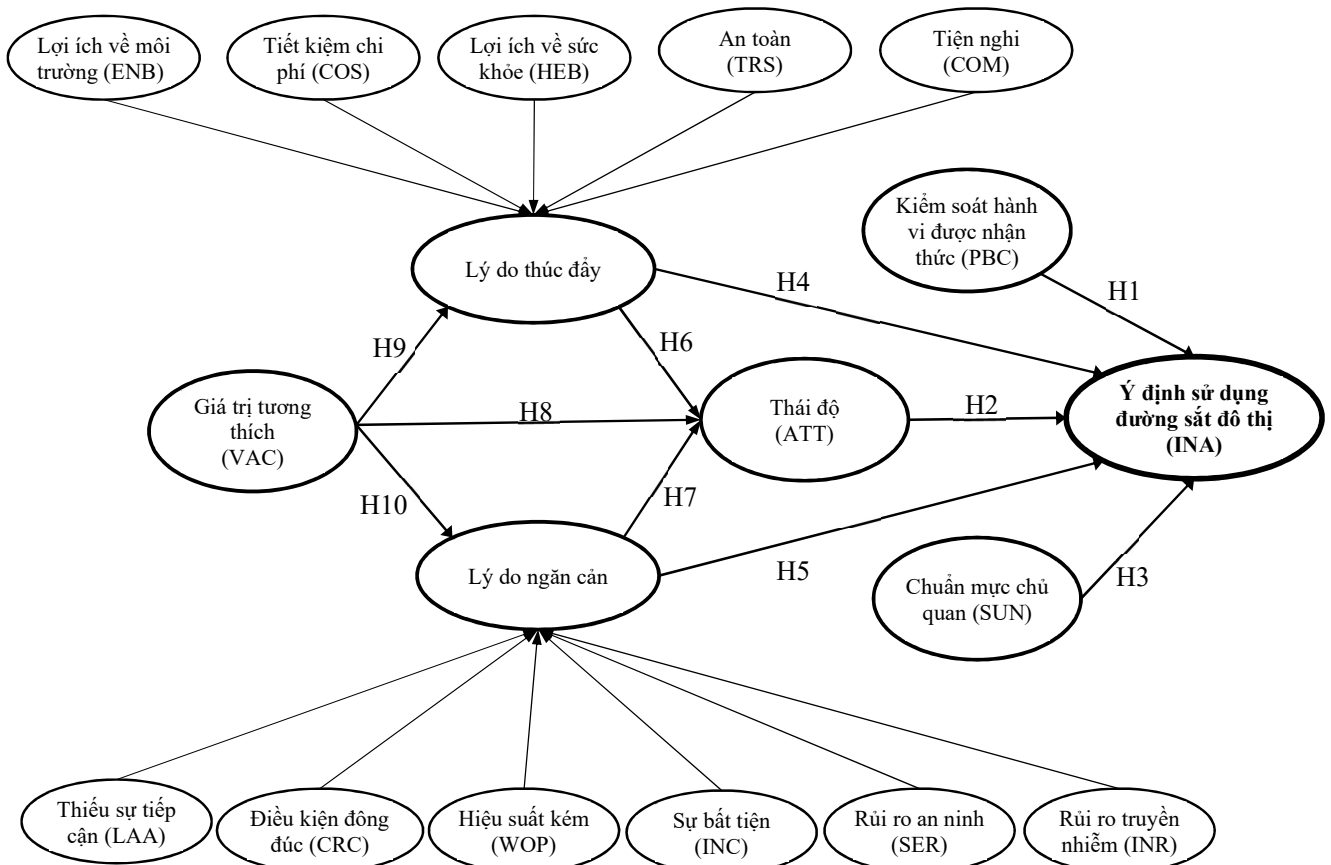 Lợi ích về môi
trường (ENB)
Tiết kiệm chi
phí (COS)
Lợi ích về sức
khỏe (HEB)
An toàn
(TRS)
Tiện nghi
(COM)
Kiểm soát hành
vi được nhận
thức (PBC)
Lý do thúc đẩy
H4
H1
H9
H6
Giá trị tương
thích
(VAC)
H8
Thái độ
(ATT)
H2
Ý định sử dụng
đường sắt đô thị
(INA)
H10
H7
Lý do ngăn cản
H5
H3
Chuẩn mực chủ
quan (SUN)
Thiếu sự tiếp
cận (LAA)
Điều kiện đông
đúc (CRC)
Hiệu suất kém
(WOP)
Sự bất tiện
(INC)
Rủi ro an ninh
(SER)
Rủi ro truyền
nhiễm (INR)